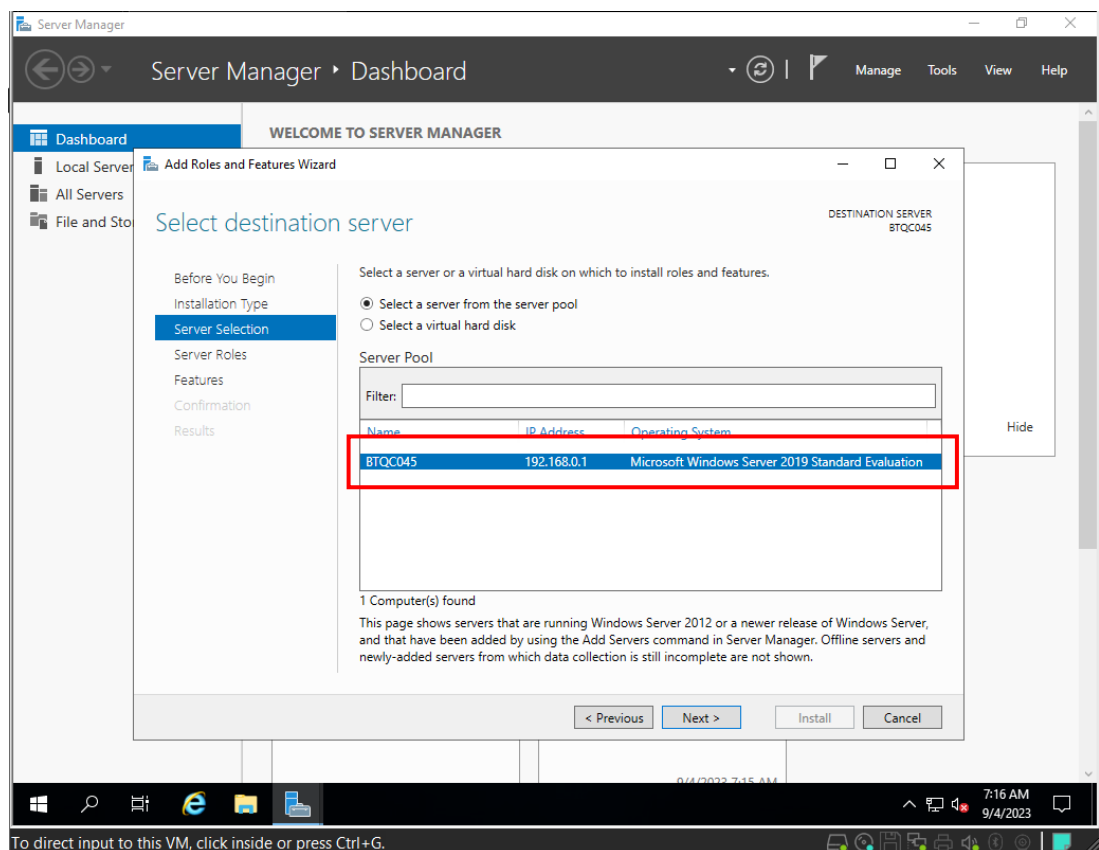 Server Manager
Server Manager ‣ Dashboard
Manage Tools View Help
Dashboard
Local Server
All Servers
File and Sto
WELCOME TO SERVER MANAGER
Add Roles and Features Wizard
Select destination server
DESTINATION SERVER
BTQC045
Before You Begin
Installation Type
Server Selection
Server Roles
Features
Confirmation
Results
Select a server or a virtual hard disk on which to install roles and features.
Select a server from the server pool
Select a virtual hard disk
Server Pool
Filter:
Name IP Address Operating System
BTQC045 192.168.0.1 Microsoft Windows Server 2019 Standard Evaluation
1 Computer(s) found
This page shows servers that are running Windows Server 2012 or a newer release of Windows Server,
and that have been added by using the Add Servers command in Server Manager. Offline servers and
newly-added servers from which data collection is still incomplete are not shown.
< Previous Next > Install Cancel
Hide
9/4/2023 7:15 AM
7:16 AM
9/4/2023
To direct input to this VM, click inside or press Ctrl+G.